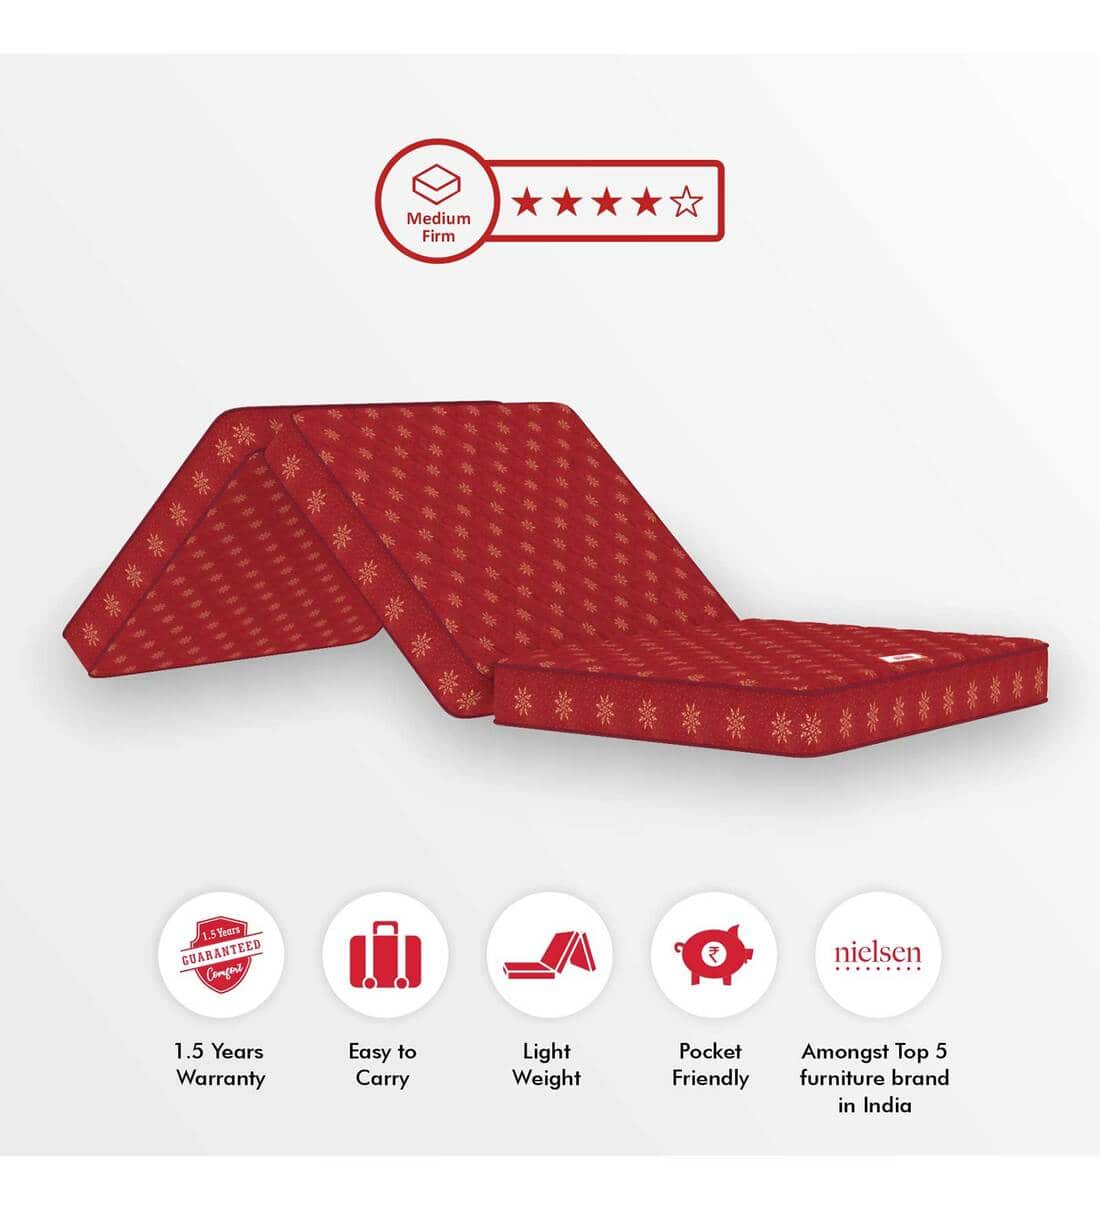 Medium
Firm
1.5 Years
GUARANTEED
Comfort
₹
nielsen
1.5 Years
Warranty
Easy to
Carry
Light
Weight
Pocket
Friendly
Amongst Top 5
furniture brand
in India